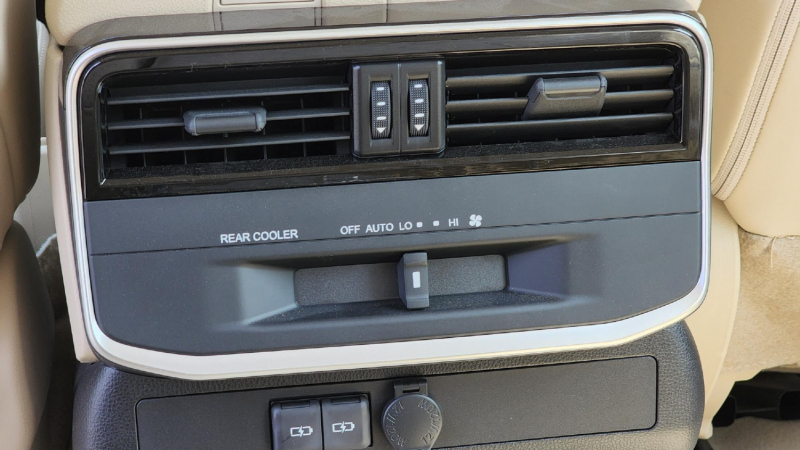 REAR COOLER OFF AUTO LO HI